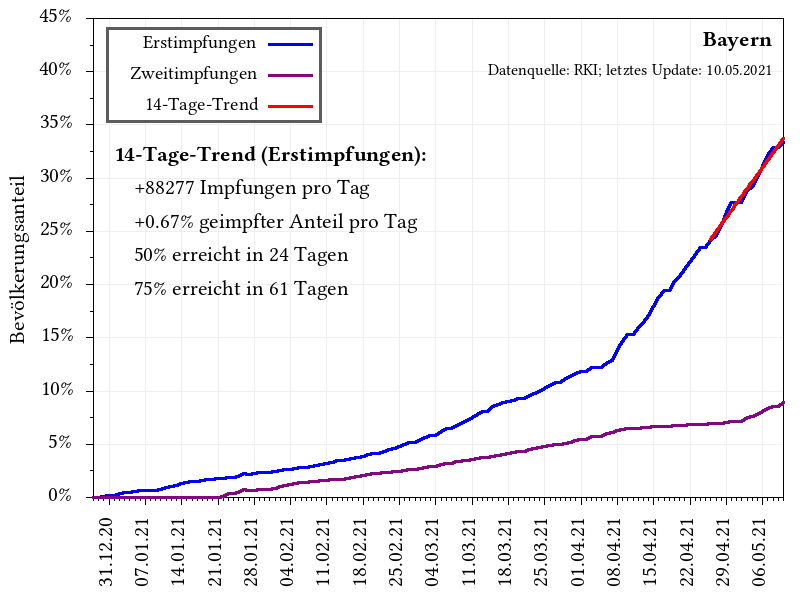 45%
40%
35%
30%
25%
20%
15%
10%
5%
0%
Bevölkerungsanteil
Erstimpfungen
Zweitimpfungen
14-Tage-Trend
Bayern
Datenquelle: RKI; letztes Update: 10.05.2021
14-Tage-Trend (Erstimpfungen):
+88277 Impfungen pro Tag
+0.67% geimpfter Anteil pro Tag
50% erreicht in 24 Tagen
75% erreicht in 61 Tagen
31.12.20
07.01.21
14.01.21
21.01.21
28.01.21
04.02.21
11.02.21
18.02.21
25.02.21
04.03.21
11.03.21
18.03.21
25.03.21
01.04.21
08.04.21
15.04.21
22.04.21
29.04.21
06.05.21